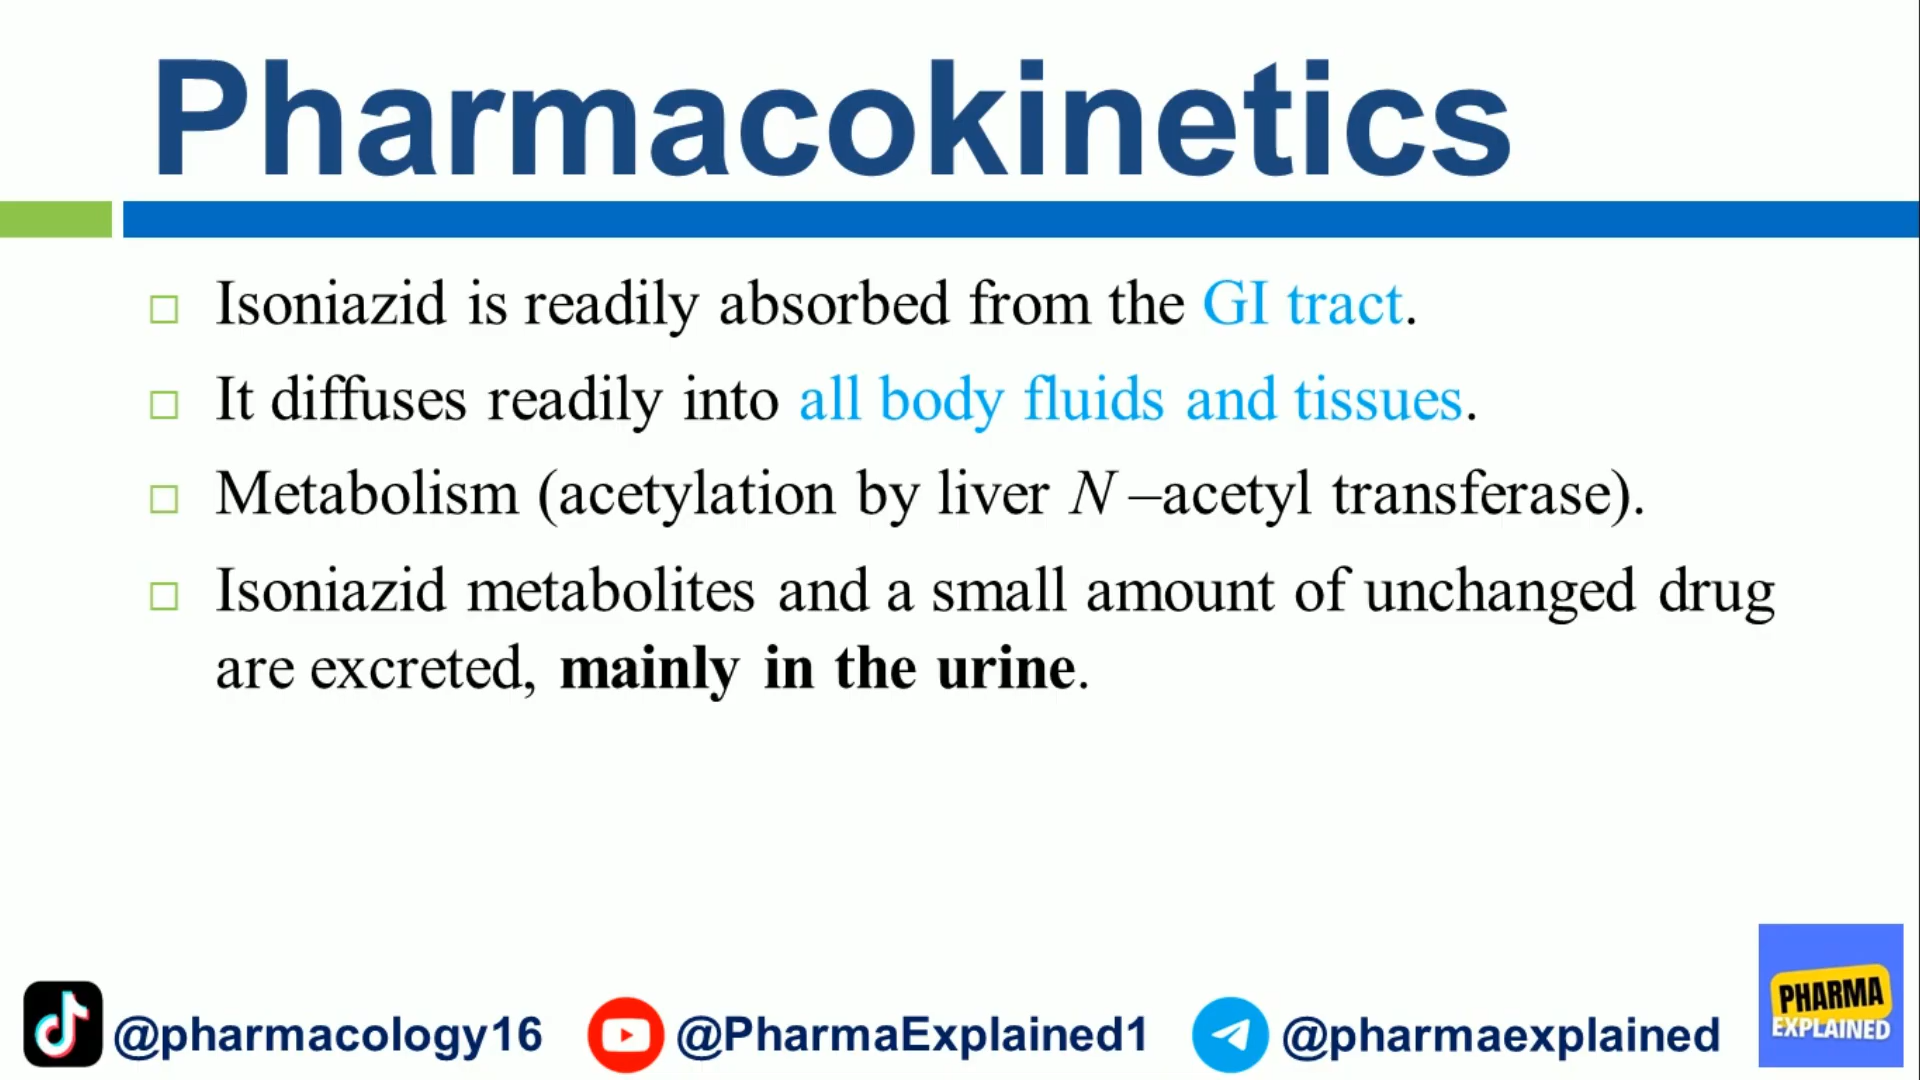 Pharmacokinetics
Isoniazid is readily absorbed from the GI tract.
It diffuses readily into all body fluids and tissues.
Metabolism (acetylation by liver N –acetyl transferase).
Isoniazid metabolites and a small amount of unchanged drug
are excreted, mainly in the urine.
PHARMA
EXPLAINED
@pharmacology16 @PharmaExplained1 @pharmaexplained